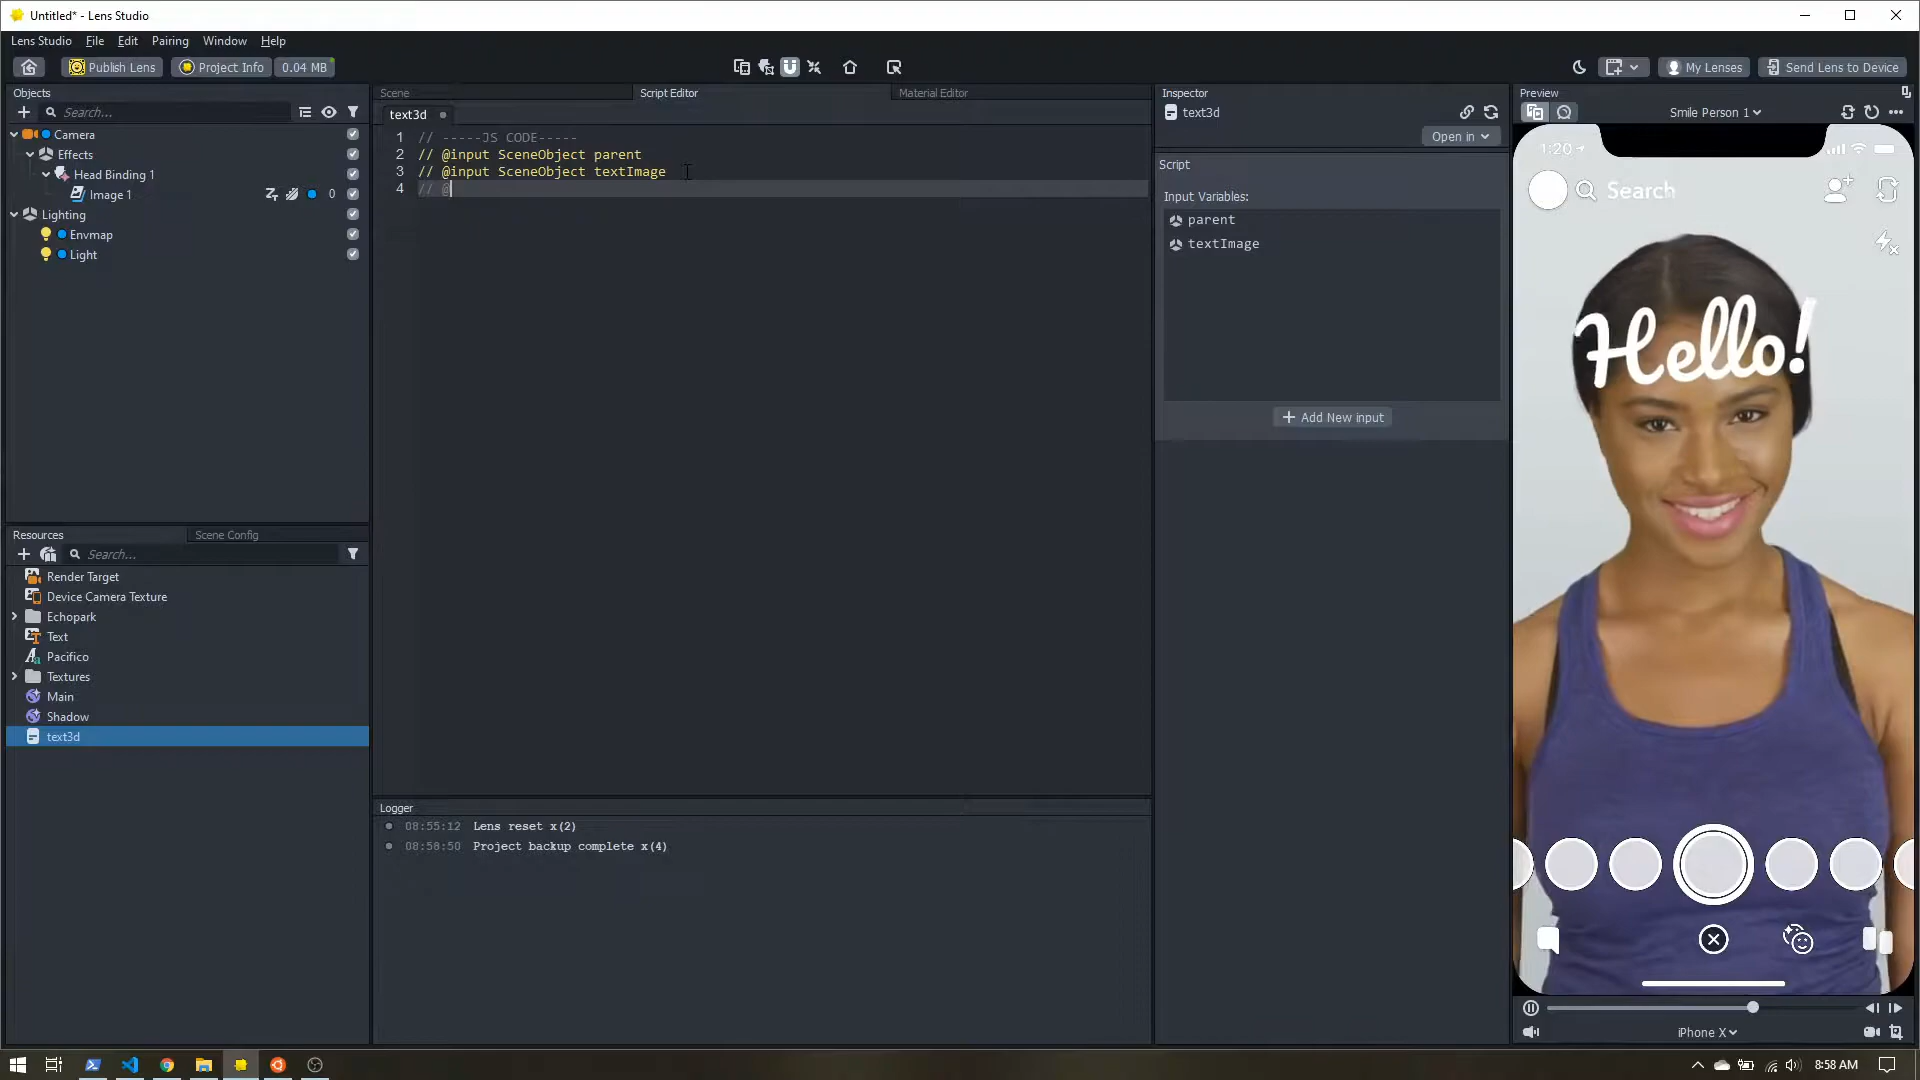 Untitled* - Lens Studio
Lens Studio File Edit Pairing Window Help
Publish Lens Project Info 0.04 MB My Lenses Send Lens to Device
Objects
Search...
Camera
Effects
Head Binding 1
Image 1 0
Lighting
Envmap
Light
Resources Scene Config
Search...
Render Target
Device Camera Texture
Echopark
Text
Pacifico
Textures
Main
Shadow
text3d
Scene Script Editor Material Editor
text3d
1 // -----JS CODE-----
2 // @input SceneObject parent
3 // @input SceneObject textImage
4 // @
Logger
08:55:12 Lens reset x(2)
08:58:50 Project backup complete x(4)
Inspector
text3d
Open in
Script
Input Variables:
parent
textImage
+ Add New input
Preview
Smile Person 1
1:20
Search
Hello!
iPhone X
8:58 AM